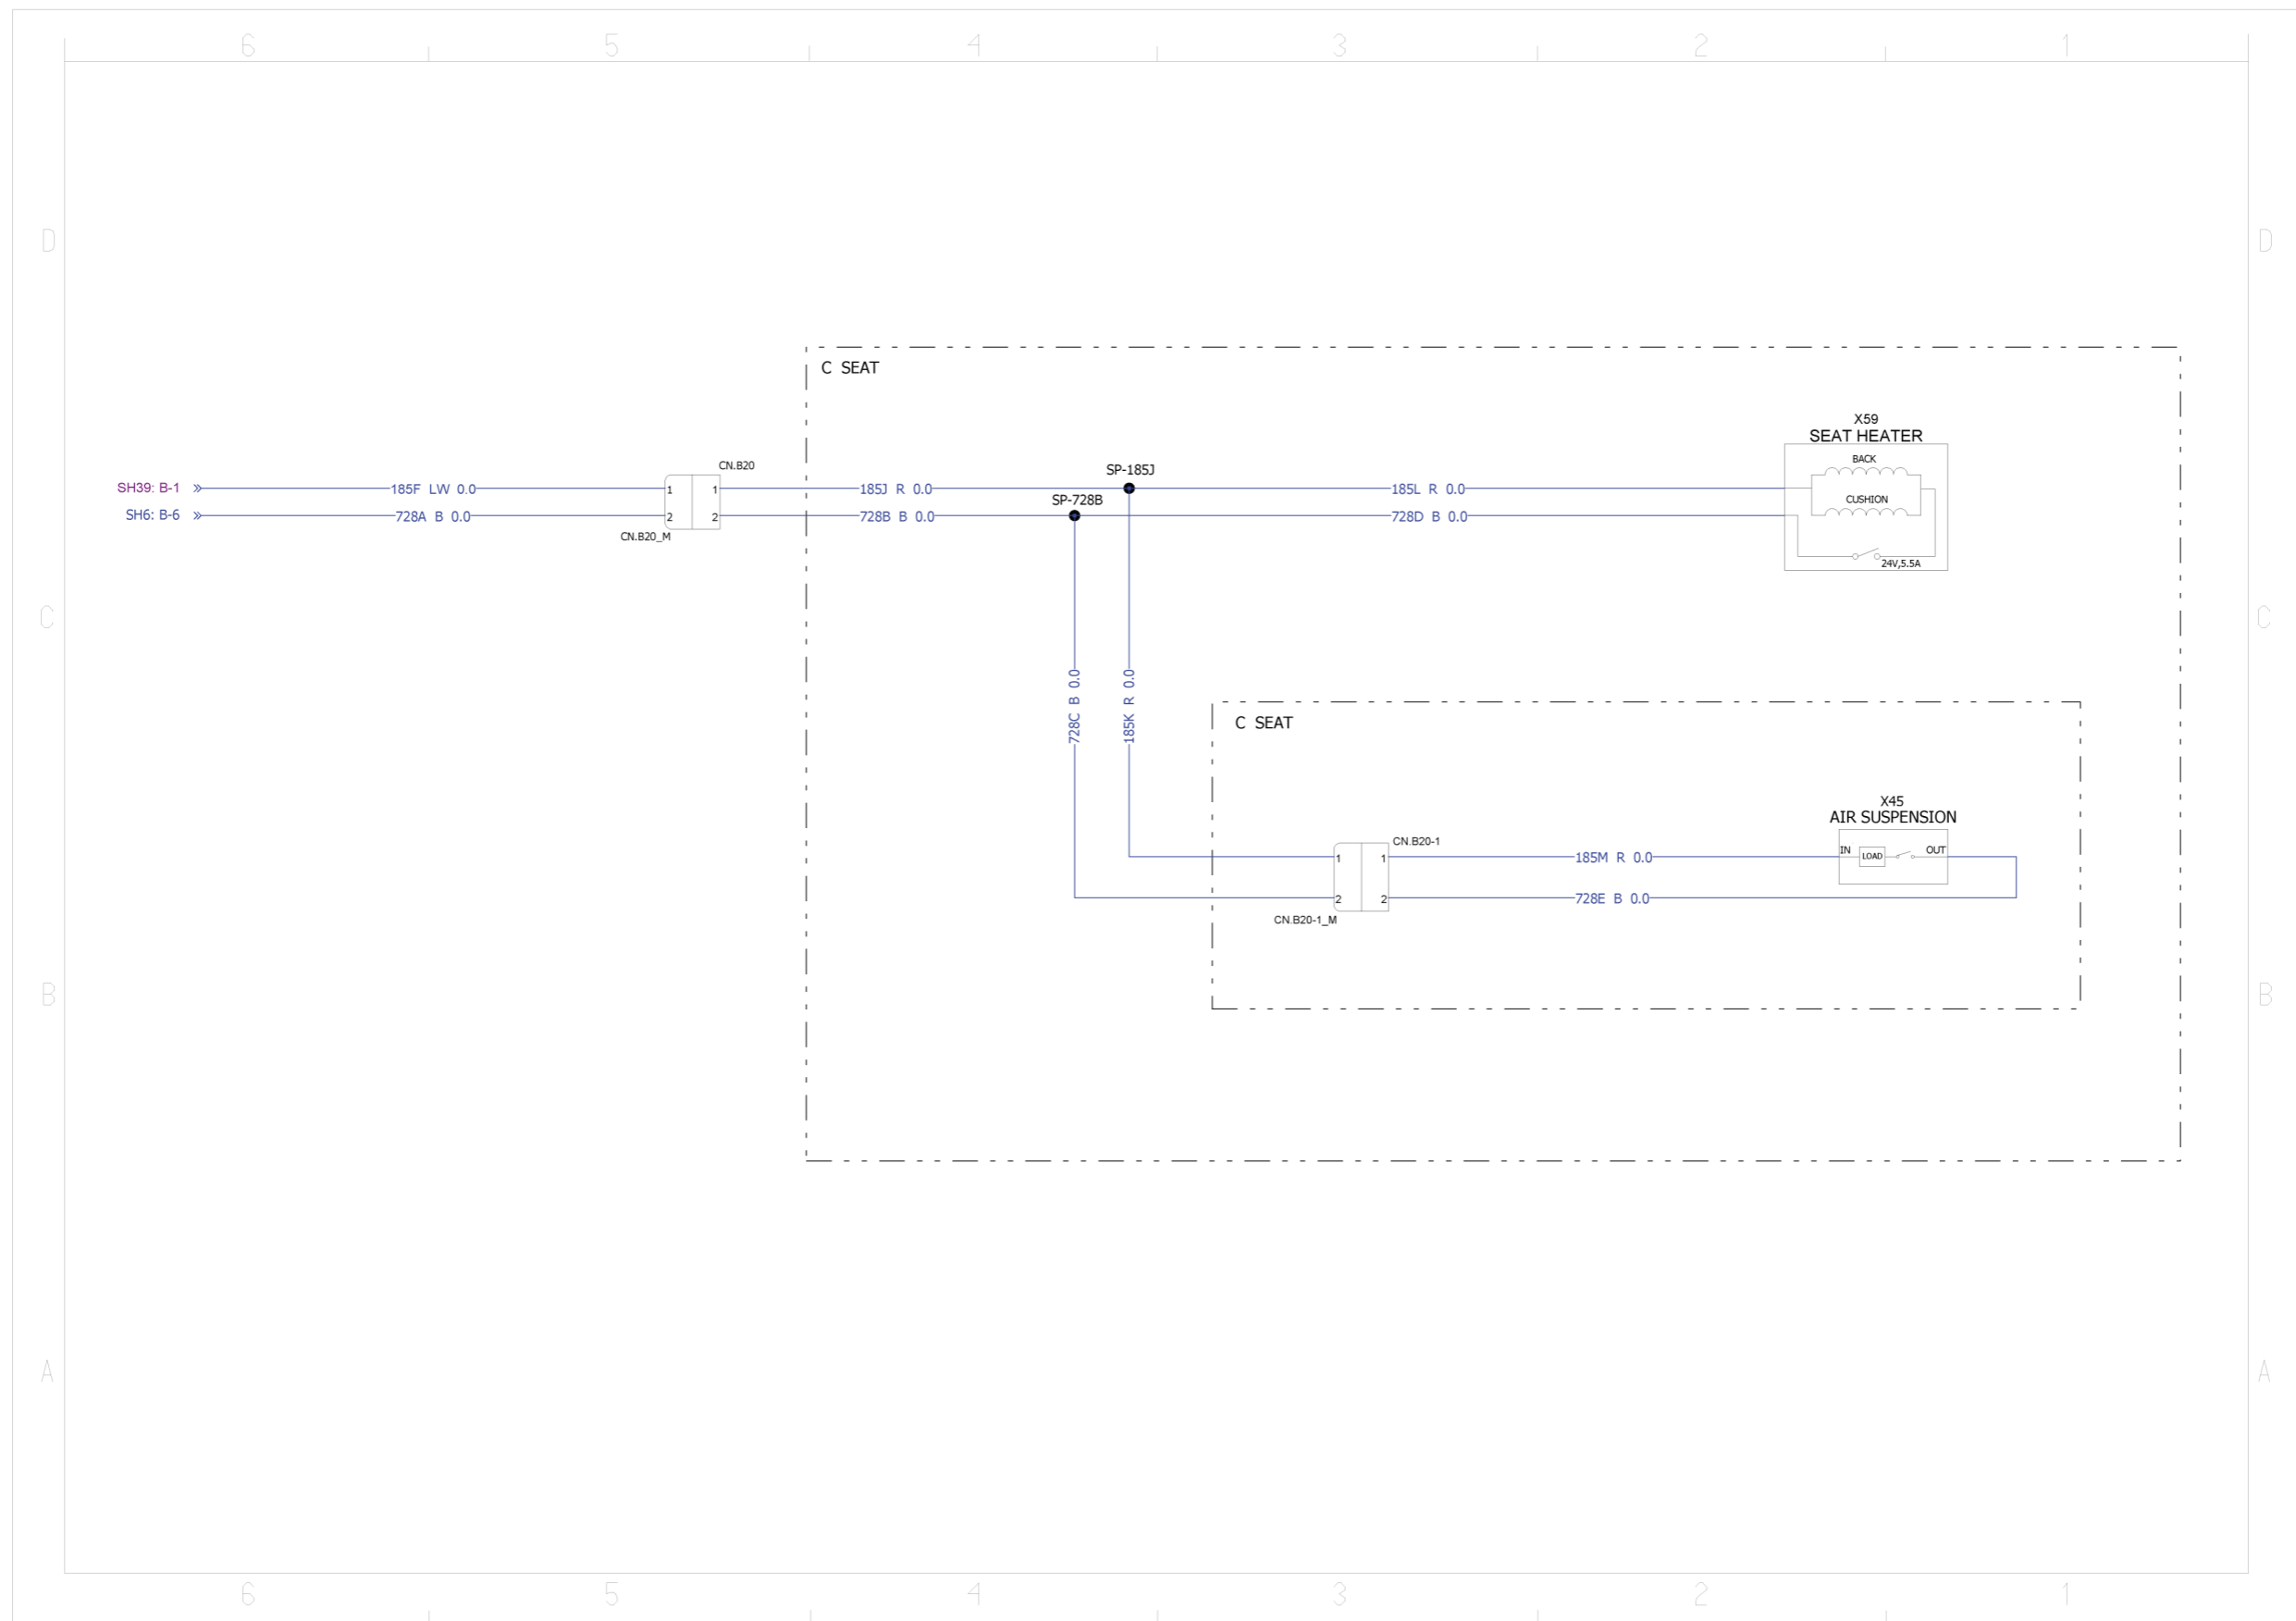 6 5 4 3 2 1
D D
C SEAT
X59
SEAT HEATER
BACK
CUSHION
24V,5.5A
CN.B20
SH39: B-1 185F LW 0.0 1 1 185J R 0.0 SP-185J 185L R 0.0
SH6: B-6 728A B 0.0 2 2 728B B 0.0 SP-728B 728D B 0.0
CN.B20_M
C C
728C B 0.0
185K R 0.0
C SEAT
X45
AIR SUSPENSION
CN.B20-1
1 1 185M R 0.0 IN LOAD OUT
2 2 728E B 0.0
CN.B20-1_M
B B
A A
6 5 4 3 2 1